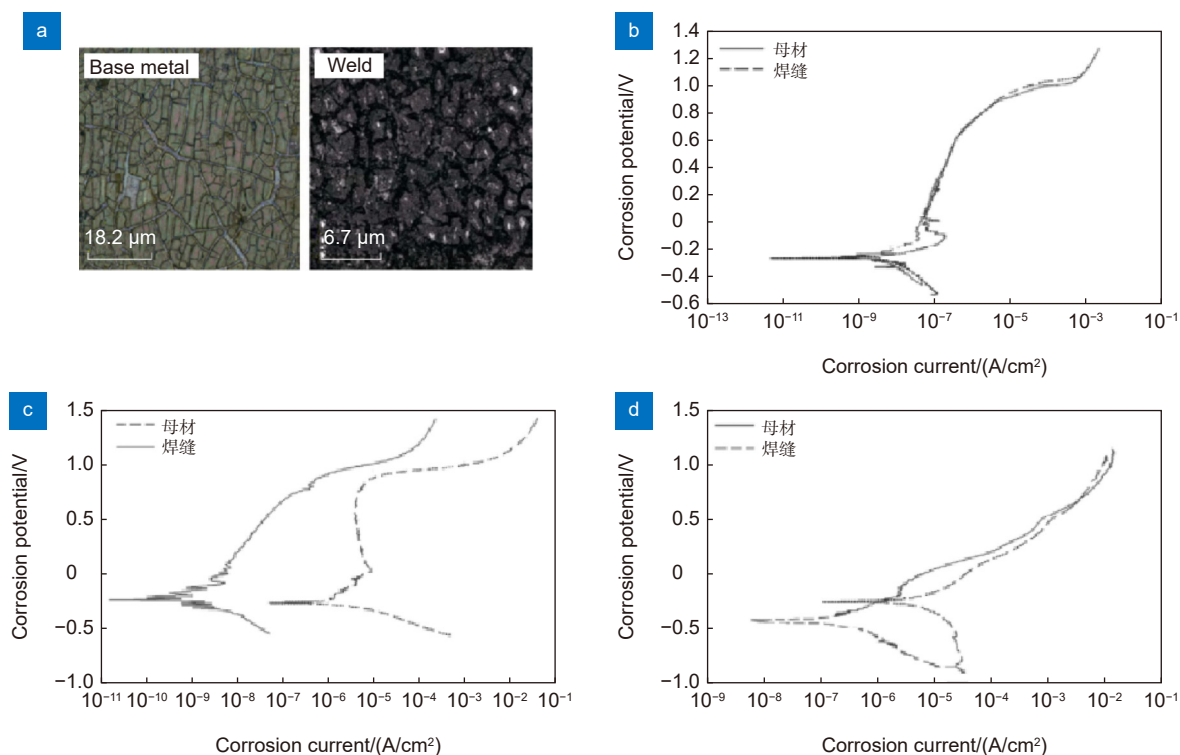 a
Base metal
Weld
18.2 μm
6.7 μm
b
母材
焊缝
1.4
1.2
1.0
0.6
0.2
0
−0.2
−0.4
−0.6
10⁻¹³
10⁻¹¹
10⁻⁹
10⁻⁷
10⁻⁵
10⁻³
10⁻¹
Corrosion potential/V
Corrosion current/(A/cm²)
c
母材
焊缝
1.5
1.0
0.5
0
−0.5
−1.0
10⁻¹¹
10⁻¹⁰
10⁻⁹
10⁻⁸
10⁻⁷
10⁻⁶
10⁻⁵
10⁻⁴
10⁻³
10⁻²
10⁻¹
Corrosion potential/V
Corrosion current/(A/cm²)
d
母材
焊缝
1.5
1.0
0.5
0
−0.5
−1.0
10⁻⁹
10⁻⁸
10⁻⁷
10⁻⁶
10⁻⁵
10⁻⁴
10⁻³
10⁻²
10⁻¹
Corrosion potential/V
Corrosion current/(A/cm²)